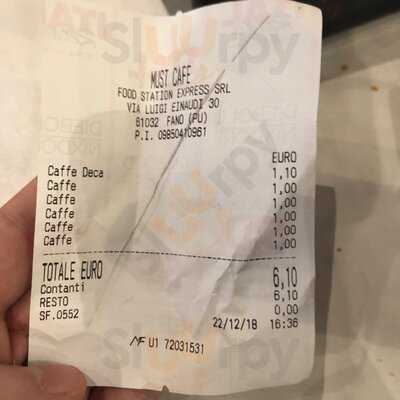 MUST CAFE
FOOD STATION EXPRESS SRL
VIA LUIGI EINAUDI 30
61032 FANO (PU)
P.I. 09850410961
EURO
Caffe Deca 1,10
Caffe 1,00
Caffe 1,00
Caffe 1,00
Caffe 1,00
Caffe 1,00
TOTALE EURO 6,10
Contanti 6,10
RESTO 0,00
SF.0552 22/12/18 16:36
MF U1 72031531
Sluurpy
Sluurpy